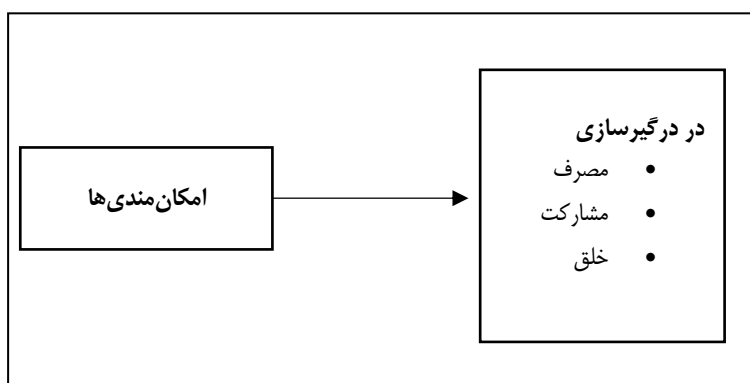 در درگیرسازی
• مصرف
• مشارکت
• خلق
امکان‌مندی‌ها